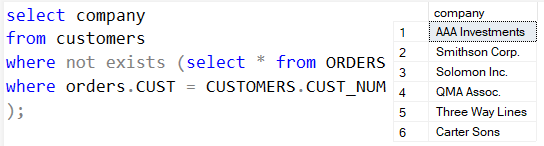 select company
from customers
where not exists (select * from ORDERS
where orders.CUST = CUSTOMERS.CUST_NUM
);
company
1 AAA Investments
2 Smithson Corp.
3 Solomon Inc.
4 QMA Assoc.
5 Three Way Lines
6 Carter Sons